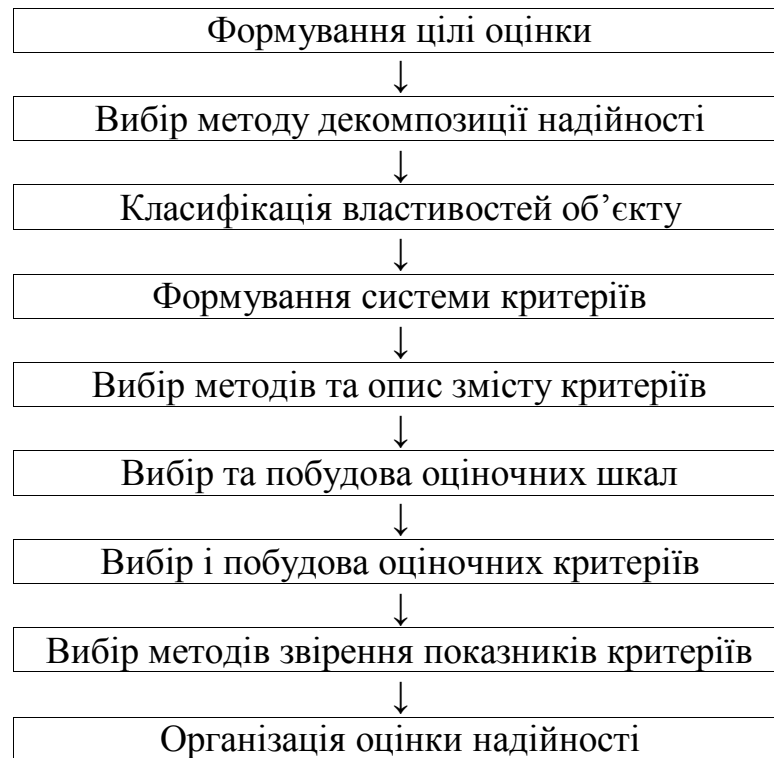 Формування цілі оцінки
↓
Вибір методу декомпозиції надійності
↓
Класифікація властивостей об’єкту
↓
Формування системи критеріїв
↓
Вибір методів та опис змісту критеріїв
↓
Вибір та побудова оціночних шкал
↓
Вибір і побудова оціночних критеріїв
↓
Вибір методів звірення показників критеріїв
↓
Організація оцінки надійності